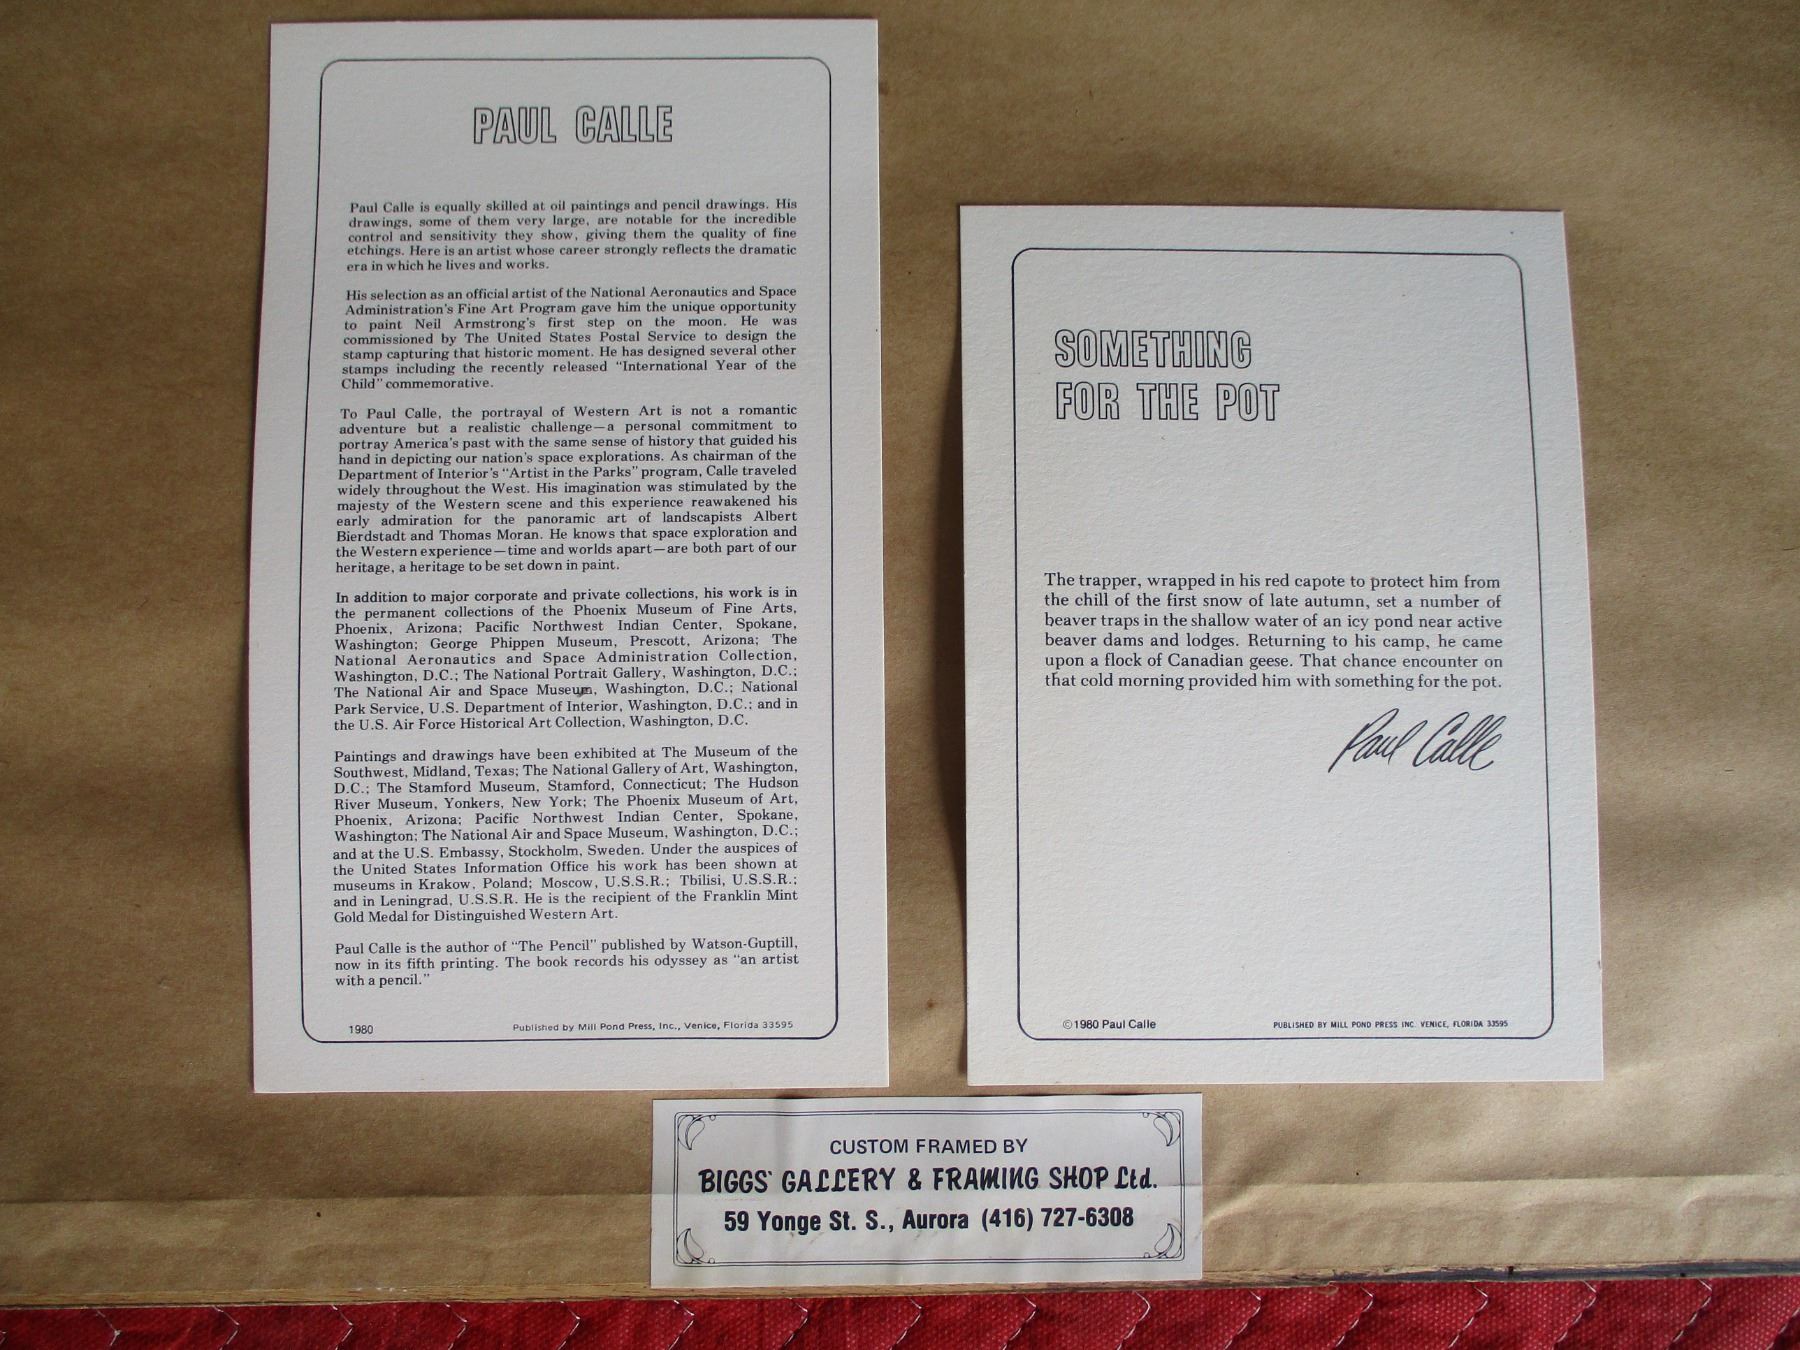 PAUL CALLE
Paul Calle is equally skilled at oil paintings and pencil drawings. His
drawings, some of them very large, are notable for the incredible
control and sensitivity they show, giving them the quality of fine
etchings. Here is an artist whose career strongly reflects the dramatic
era in which he lives and works.
His selection as an official artist of the National Aeronautics and Space
Administration's Fine Art Program gave him the unique opportunity
to paint Neil Armstrong's first step on the moon. He was
commissioned by The United States Postal Service to design the
stamp capturing that historic moment. He has designed several other
stamps including the recently released "International Year of the
Child" commemorative.
To Paul Calle, the portrayal of Western Art is not a romantic
adventure but a realistic challenge—a personal commitment to
portray America's past with the same sense of history that guided his
hand in depicting our nation's space explorations. As chairman of the
Department of Interior's "Artist in the Parks" program, Calle traveled
widely throughout the West. His imagination was stimulated by the
majesty of the Western scene and this experience reawakened his
early admiration for the panoramic art of landscapists Albert
Bierdstadt and Thomas Moran. He knows that space exploration and
the Western experience—time and worlds apart—are both part of our
heritage, a heritage to be set down in paint.
In addition to major corporate and private collections, his work is in
the permanent collections of the Phoenix Museum of Fine Arts,
Phoenix, Arizona; Pacific Northwest Indian Center, Spokane,
Washington; George Phippen Museum, Prescott, Arizona; The
National Aeronautics and Space Administration Collection,
Washington, D.C.; The National Portrait Gallery, Washington, D.C.;
The National Air and Space Museum, Washington, D.C.; National
Park Service, U.S. Department of Interior, Washington, D.C.; and in
the U.S. Air Force Historical Art Collection, Washington, D.C.
Paintings and drawings have been exhibited at The Museum of the
Southwest, Midland, Texas; The National Gallery of Art, Washington,
D.C.; The Stamford Museum, Stamford, Connecticut; The Hudson
River Museum, Yonkers, New York; The Phoenix Museum of Art,
Phoenix, Arizona; Pacific Northwest Indian Center, Spokane,
Washington; The National Air and Space Museum, Washington, D.C.;
and at the U.S. Embassy, Stockholm, Sweden. Under the auspices of
the United States Information Office his work has been shown at
museums in Krakow, Poland; Moscow, U.S.S.R.; Tbilisi, U.S.S.R.;
and in Leningrad, U.S.S.R. He is the recipient of the Franklin Mint
Gold Medal for Distinguished Western Art.
Paul Calle is the author of "The Pencil" published by Watson-Guptill,
now in its fifth printing. The book records his odyssey as "an artist
with a pencil."
1980 Published by Mill Pond Press, Inc., Venice, Florida 33595
SOMETHING
FOR THE POT
The trapper, wrapped in his red capote to protect him from
the chill of the first snow of late autumn, set a number of
beaver traps in the shallow water of an icy pond near active
beaver dams and lodges. Returning to his camp, he came
upon a flock of Canadian geese. That chance encounter on
that cold morning provided him with something for the pot.
Paul Calle
©1980 Paul Calle PUBLISHED BY MILL POND PRESS INC. VENICE, FLORIDA 33595
CUSTOM FRAMED BY
BIGGS' GALLERY & FRAMING SHOP Ltd.
59 Yonge St. S., Aurora (416) 727-6308